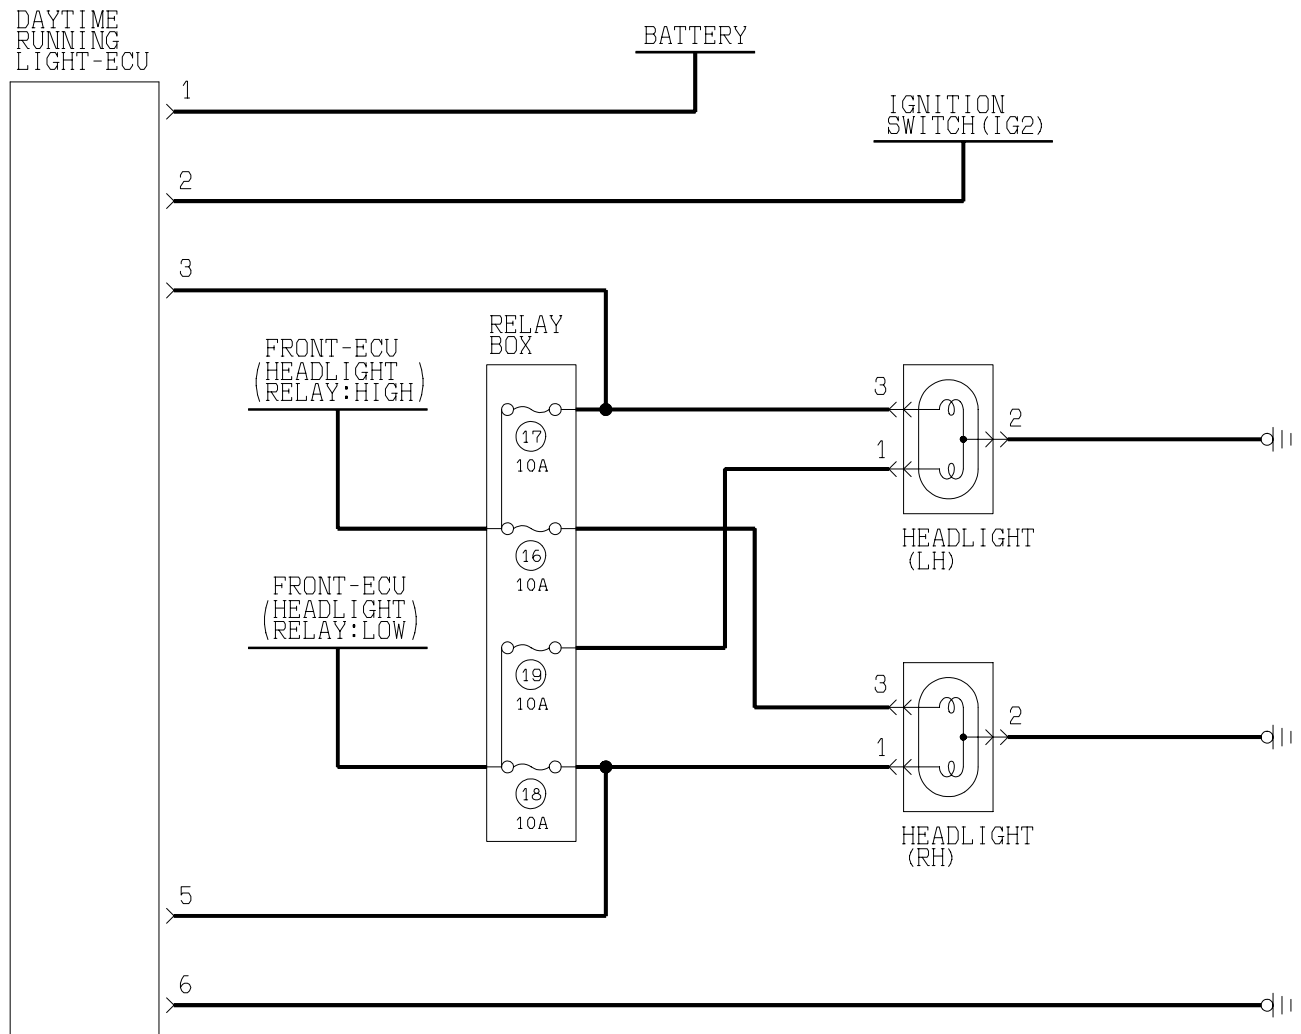 DAYTIME
RUNNING
LIGHT-ECU
BATTERY
1
IGNITION
SWITCH(IG2)
2
3
RELAY
BOX
FRONT-ECU
(HEADLIGHT
RELAY:HIGH)
3
2
17
10A
1
16
10A
HEADLIGHT
(LH)
FRONT-ECU
(HEADLIGHT
RELAY:LOW)
19
10A
3
2
1
18
10A
HEADLIGHT
(RH)
5
6